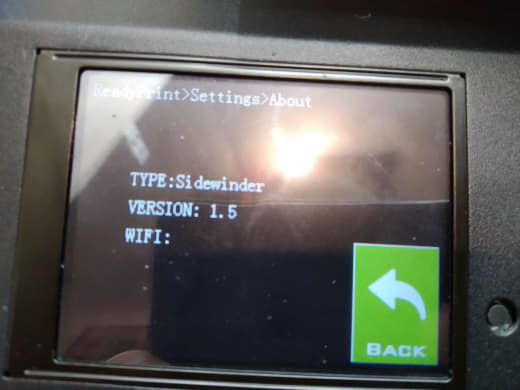 ReadyPrint>Settings>About
TYPE:Sidewinder
VERSION: 1.5
WIFI:
BACK